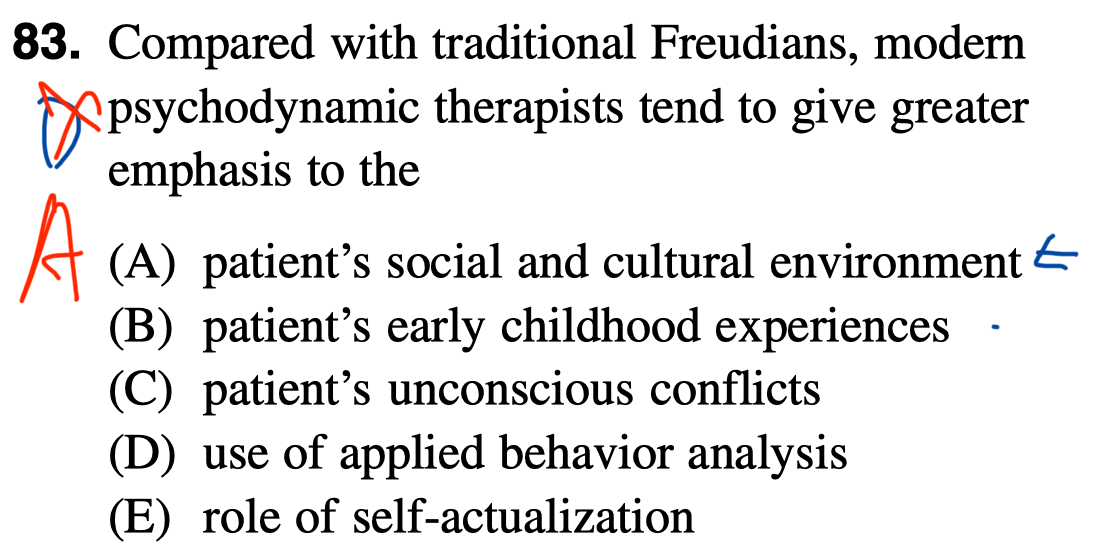 83. Compared with traditional Freudians, modern
psychodynamic therapists tend to give greater
emphasis to the
A
(A) patient's social and cultural environment
(B) patient's early childhood experiences
(C) patient's unconscious conflicts
(D) use of applied behavior analysis
(E) role of self-actualization